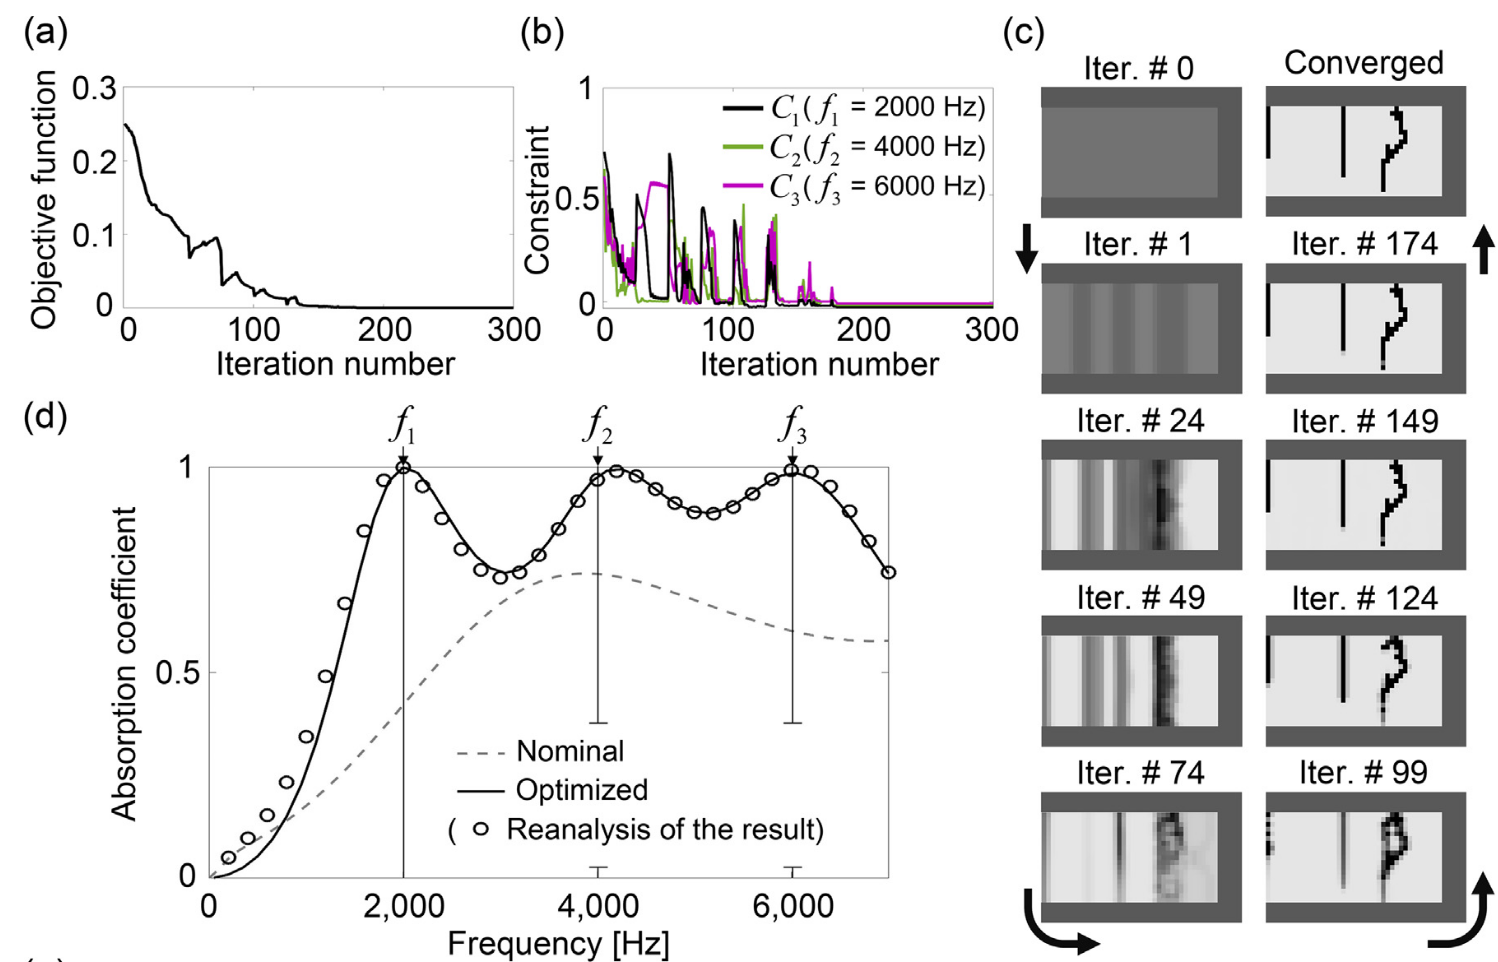 (a)
Objective function
0.3
0.2
0.1
0
0 100 200 300
Iteration number
(b)
Constraint
1
0.5
0
C1(f1 = 2000 Hz)
C2(f2 = 4000 Hz)
C3(f3 = 6000 Hz)
0 100 200 300
Iteration number
(c)
Iter. # 0
Converged
Iter. # 1
Iter. # 174
Iter. # 24
Iter. # 149
Iter. # 49
Iter. # 124
Iter. # 74
Iter. # 99
(d)
f1 f2 f3
Absorption coefficient
1
0.5
0
Nominal
Optimized
( Reanalysis of the result)
0 2,000 4,000 6,000
Frequency [Hz]